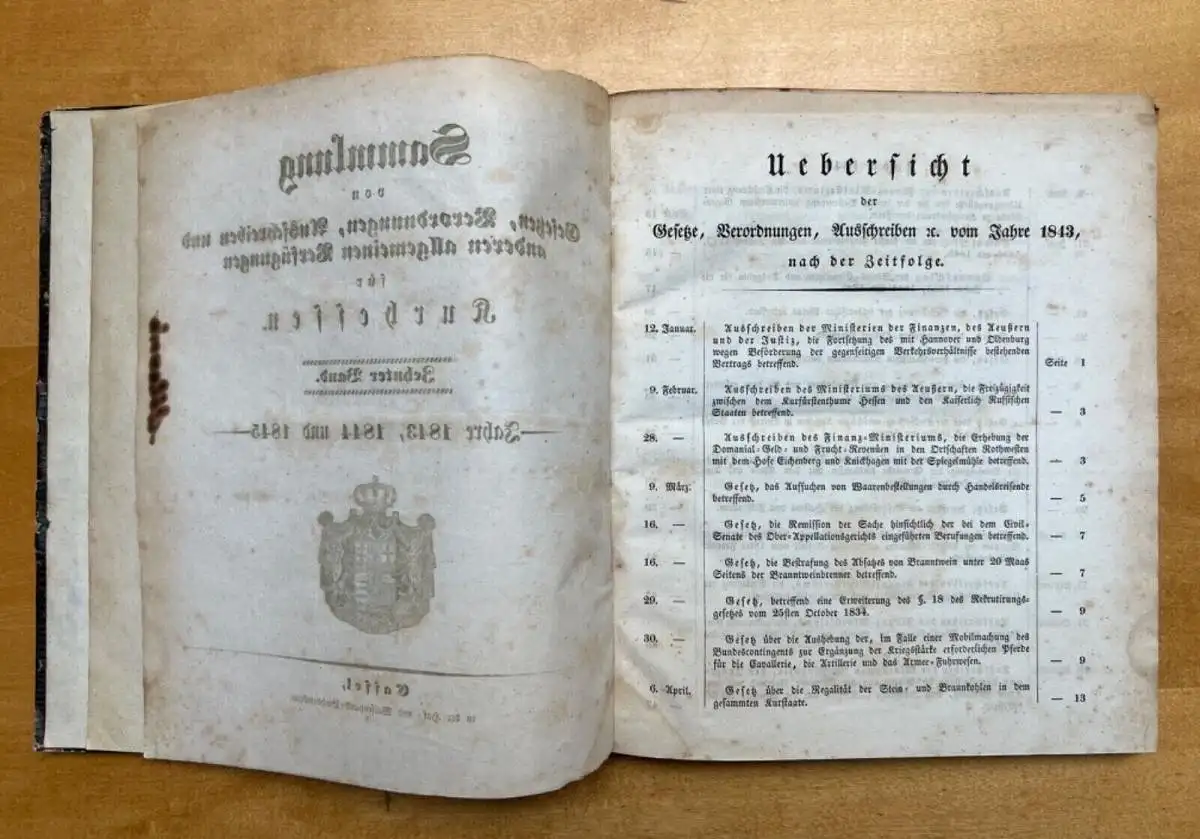 Sammlung
von
Gesetzen, Verordnungen, Ausschreiben und
anderen allgemeinen Verfügungen
für
Kurhessen.
Zehnter Band.
Jahre 1843, 1844 und 1845
Cassel,
in der Hof- und Waisenhaus-Buchdruckerei
Uebersicht
der
Gesetze, Verordnungen, Ausschreiben ꝛc. vom Jahre 1843,
nach der Zeitfolge.
12. Januar. Ausschreiben der Ministerien der Finanzen, des Aeußern
und der Justiz, die Fortsetzung des mit Hannover und Oldenburg
wegen Beförderung der gegenseitigen Verkehrsverhältnisse bestehenden
Vertrags betreffend. Seite 1
9. Februar. Ausschreiben des Ministeriums des Aeußern, die Freizügigkeit
zwischen dem Kurfürstenthume Hessen und den Kaiserlich Russischen
Staaten betreffend. — 3
28. — Ausschreiben des Finanz-Ministeriums, die Erhebung der
Domanial-Geld- und Frucht-Revenüen in den Ortschaften Rothwesten
mit dem Hofe Eichenberg und Knickhagen mit der Spiegelmühle betreffend. — 3
9. März. Gesetz, das Aufsuchen von Waarenbestellungen durch Handelsreisende
betreffend. — 5
16. — Gesetz, die Remission der Sache hinsichtlich der bei dem Civil-
Senate des Ober-Appellationsgerichts eingeführten Berufungen betreffend. — 7
16. — Gesetz, die Bestrafung des Absatzes von Branntwein unter 20 Maas
Seitens der Branntweinbrenner betreffend. — 7
29. — Gesetz, betreffend eine Erweiterung des §. 18 des Rekrutirungs-
gesetzes vom 25sten October 1834. — 9
30. — Gesetz über die Aushebung der, im Falle einer Mobilmachung des
Bundescontingents zur Ergänzung der Kriegsstärke erforderlichen Pferde
für die Cavallerie, die Artillerie und das Armee-Fuhrwesen. — 9
6. April. Gesetz über die Regalität der Stein- und Braunkohlen in dem
gesammten Kurstaate. — 13